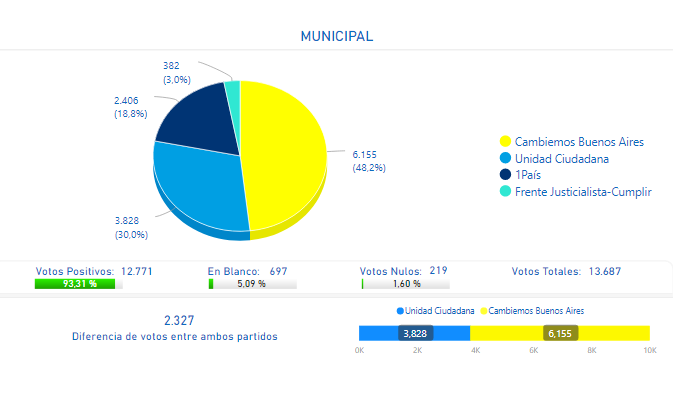 MUNICIPAL
382
(3,0%)
2.406
(18,8%)
6.155
(48,2%)
3.828
(30,0%)
Cambiemos Buenos Aires
Unidad Ciudadana
1País
Frente Justicialista-Cumplir
Votos Positivos: 12.771
93,31 %
En Blanco: 697
5,09 %
Votos Nulos: 219
1,60 %
Votos Totales: 13.687
2.327
Diferencia de votos entre ambos partidos
Unidad Ciudadana Cambiemos Buenos Aires
3,828 6,155
0K 2K 4K 6K 8K 10K